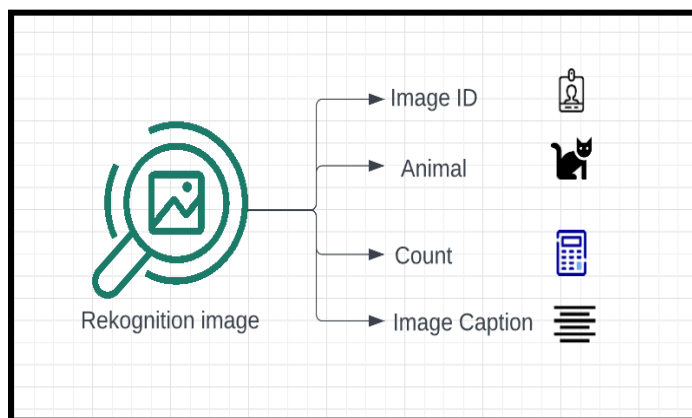 Image ID
Animal
Count
Image Caption
Rekognition image